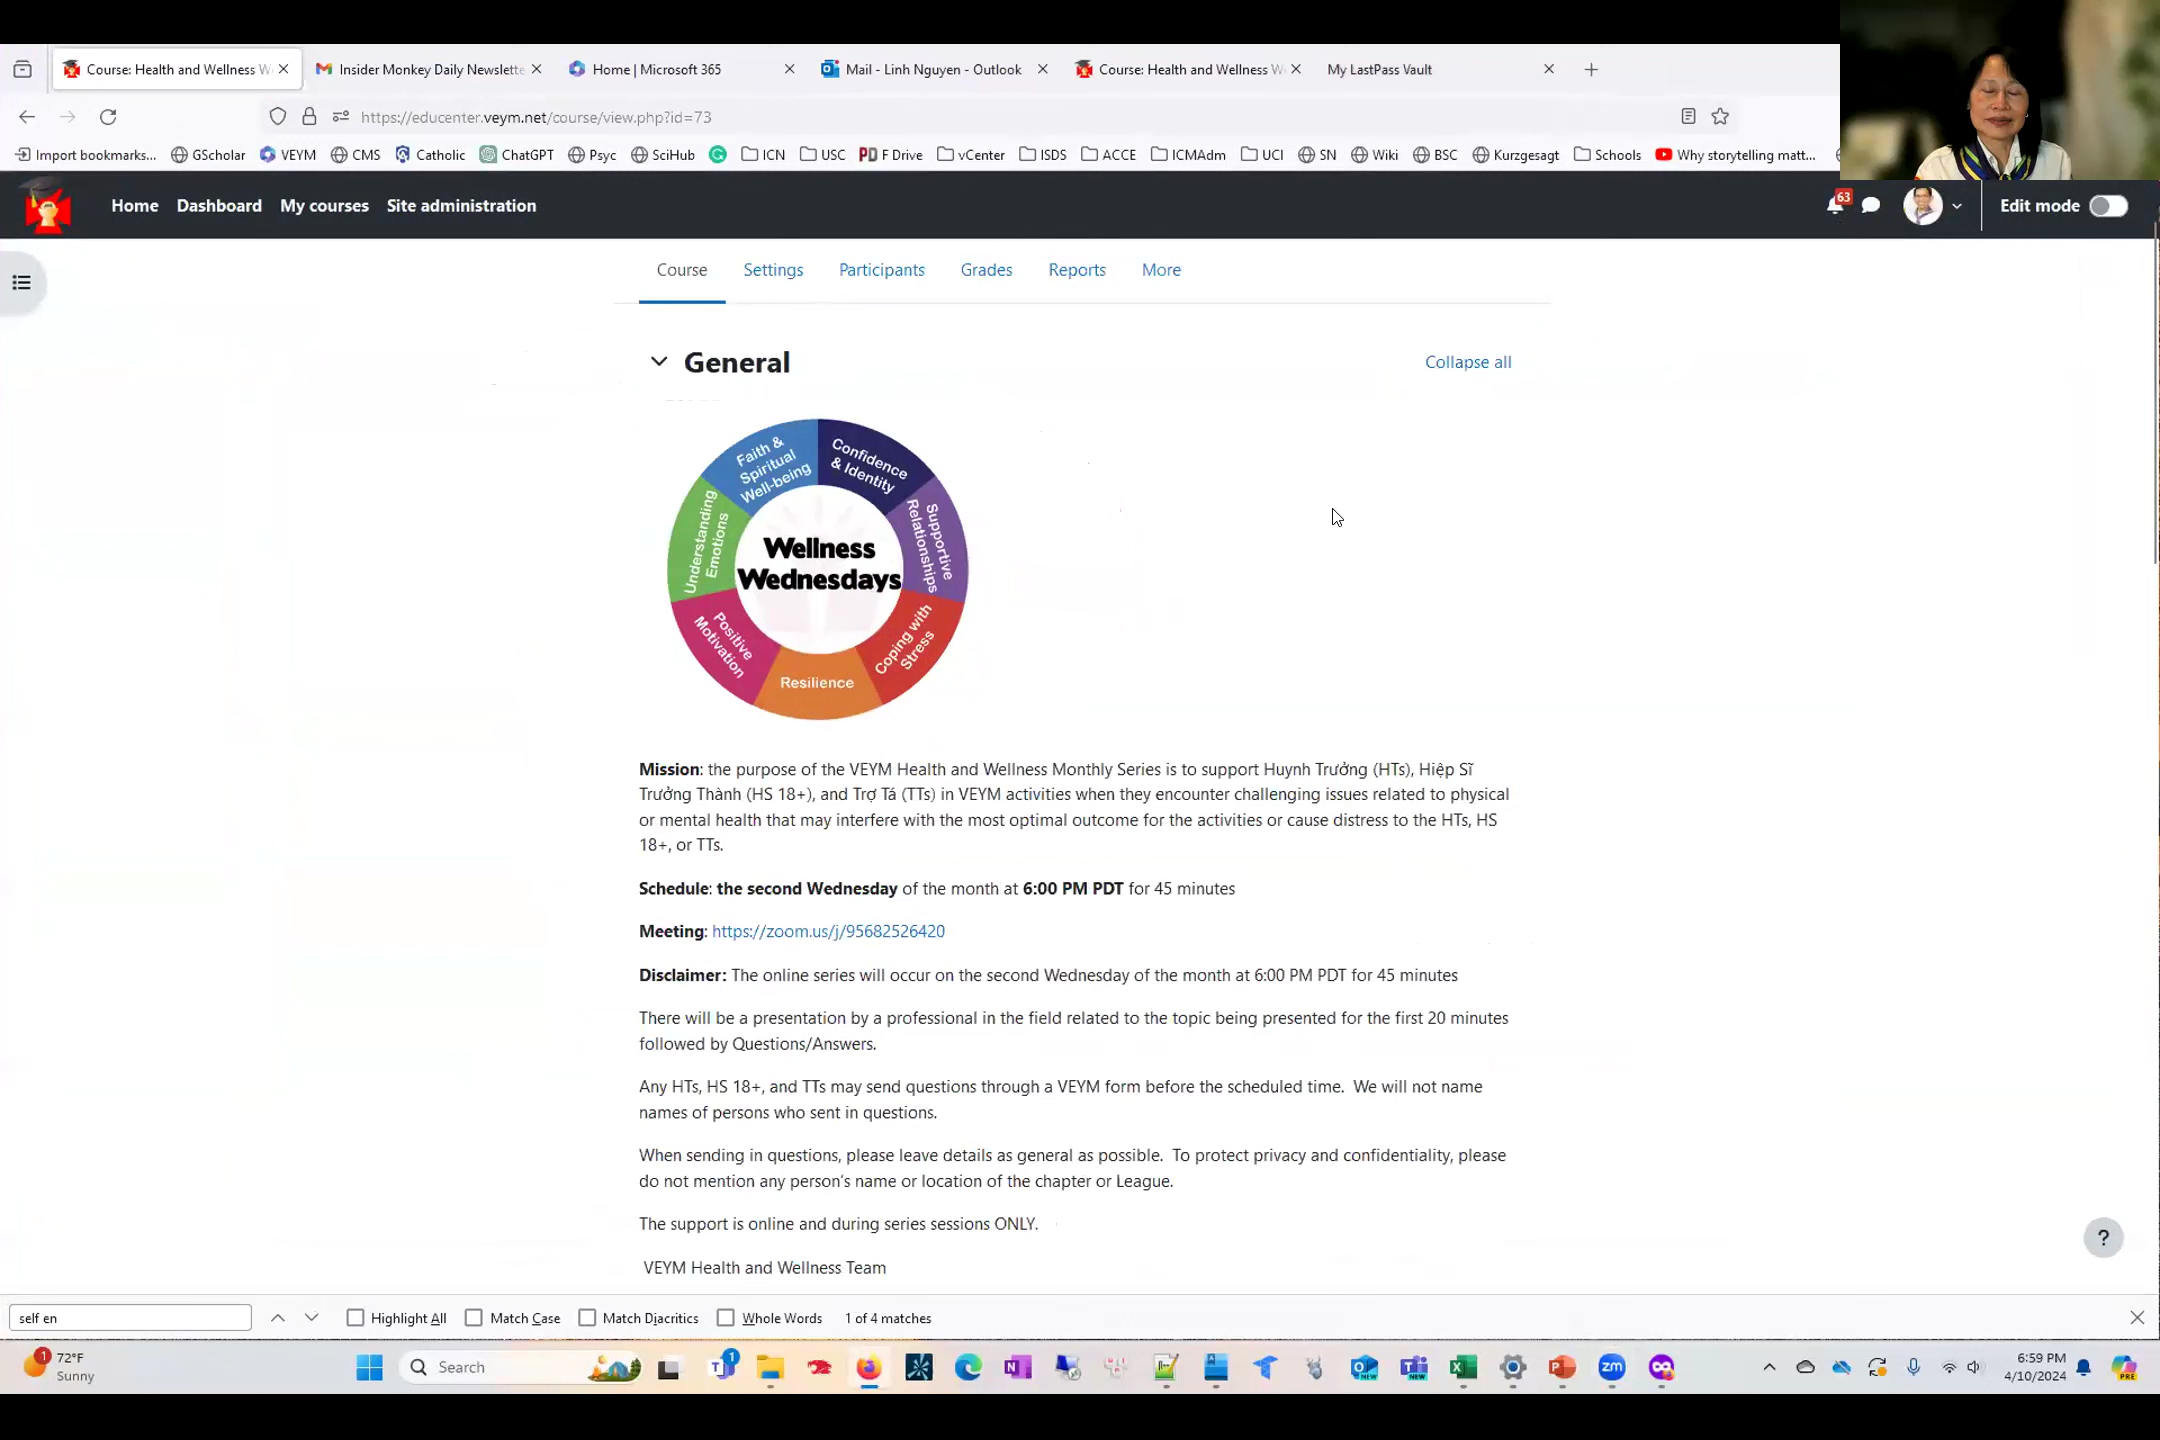 Course: Health and Wellness W
Insider Monkey Daily Newslette
Home | Microsoft 365
Mail - Linh Nguyen - Outlook
Course: Health and Wellness W
My LastPass Vault
https://educenter.veym.net/course/view.php?id=73
Import bookmarks...
GScholar
VEYM
CMS
Catholic
ChatGPT
Psyc
SciHub
ICN
USC
F Drive
vCenter
ISDS
ACCE
ICMAdm
UCI
SN
Wiki
BSC
Kurzgesagt
Schools
Why storytelling matt...
Home
Dashboard
My courses
Site administration
63
Edit mode
Course
Settings
Participants
Grades
Reports
More
General
Collapse all
Faith &
Spiritual
Well-being
Confidence
& Identity
Supportive
Relationships
Coping with
Stress
Resilience
Positive
Motivation
Understanding
Emotions
Wellness
Wednesdays
Mission: the purpose of the VEYM Health and Wellness Monthly Series is to support Huynh Trưởng (HTs), Hiệp Sĩ
Trưởng Thành (HS 18+), and Trợ Tá (TTs) in VEYM activities when they encounter challenging issues related to physical
or mental health that may interfere with the most optimal outcome for the activities or cause distress to the HTs, HS
18+, or TTs.
Schedule: the second Wednesday of the month at 6:00 PM PDT for 45 minutes
Meeting: https://zoom.us/j/95682526420
Disclaimer: The online series will occur on the second Wednesday of the month at 6:00 PM PDT for 45 minutes
There will be a presentation by a professional in the field related to the topic being presented for the first 20 minutes
followed by Questions/Answers.
Any HTs, HS 18+, and TTs may send questions through a VEYM form before the scheduled time. We will not name
names of persons who sent in questions.
When sending in questions, please leave details as general as possible. To protect privacy and confidentiality, please
do not mention any person's name or location of the chapter or League.
The support is online and during series sessions ONLY.
VEYM Health and Wellness Team
?
self en
Highlight All
Match Case
Match Diacritics
Whole Words
1 of 4 matches
1
72°F
Sunny
Search
1
NEW
NEW
zm
6:59 PM
4/10/2024
PRE